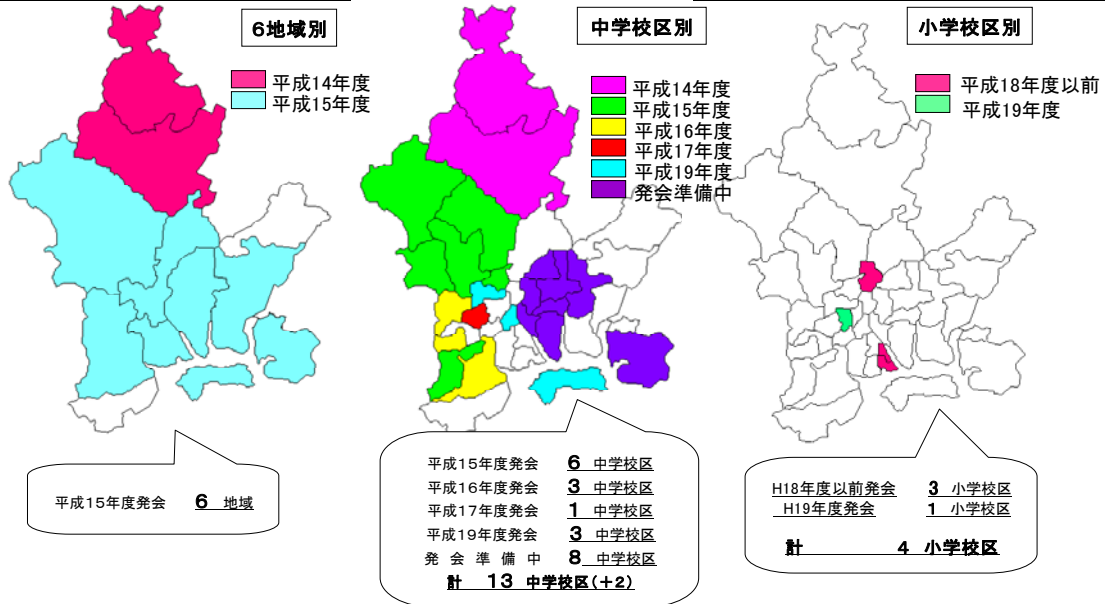 6地域別
平成14年度
平成15年度
平成15年度発会 6 地域
中学校区別
平成14年度
平成15年度
平成16年度
平成17年度
平成19年度
発会準備中
平成15年度発会 6 中学校区
平成16年度発会 3 中学校区
平成17年度発会 1 中学校区
平成19年度発会 3 中学校区
発会準備中 8 中学校区
計 13 中学校区(+2)
小学校区別
平成18年度以前
平成19年度
H18年度以前発会 3 小学校区
H19年度発会 1 小学校区
計 4 小学校区